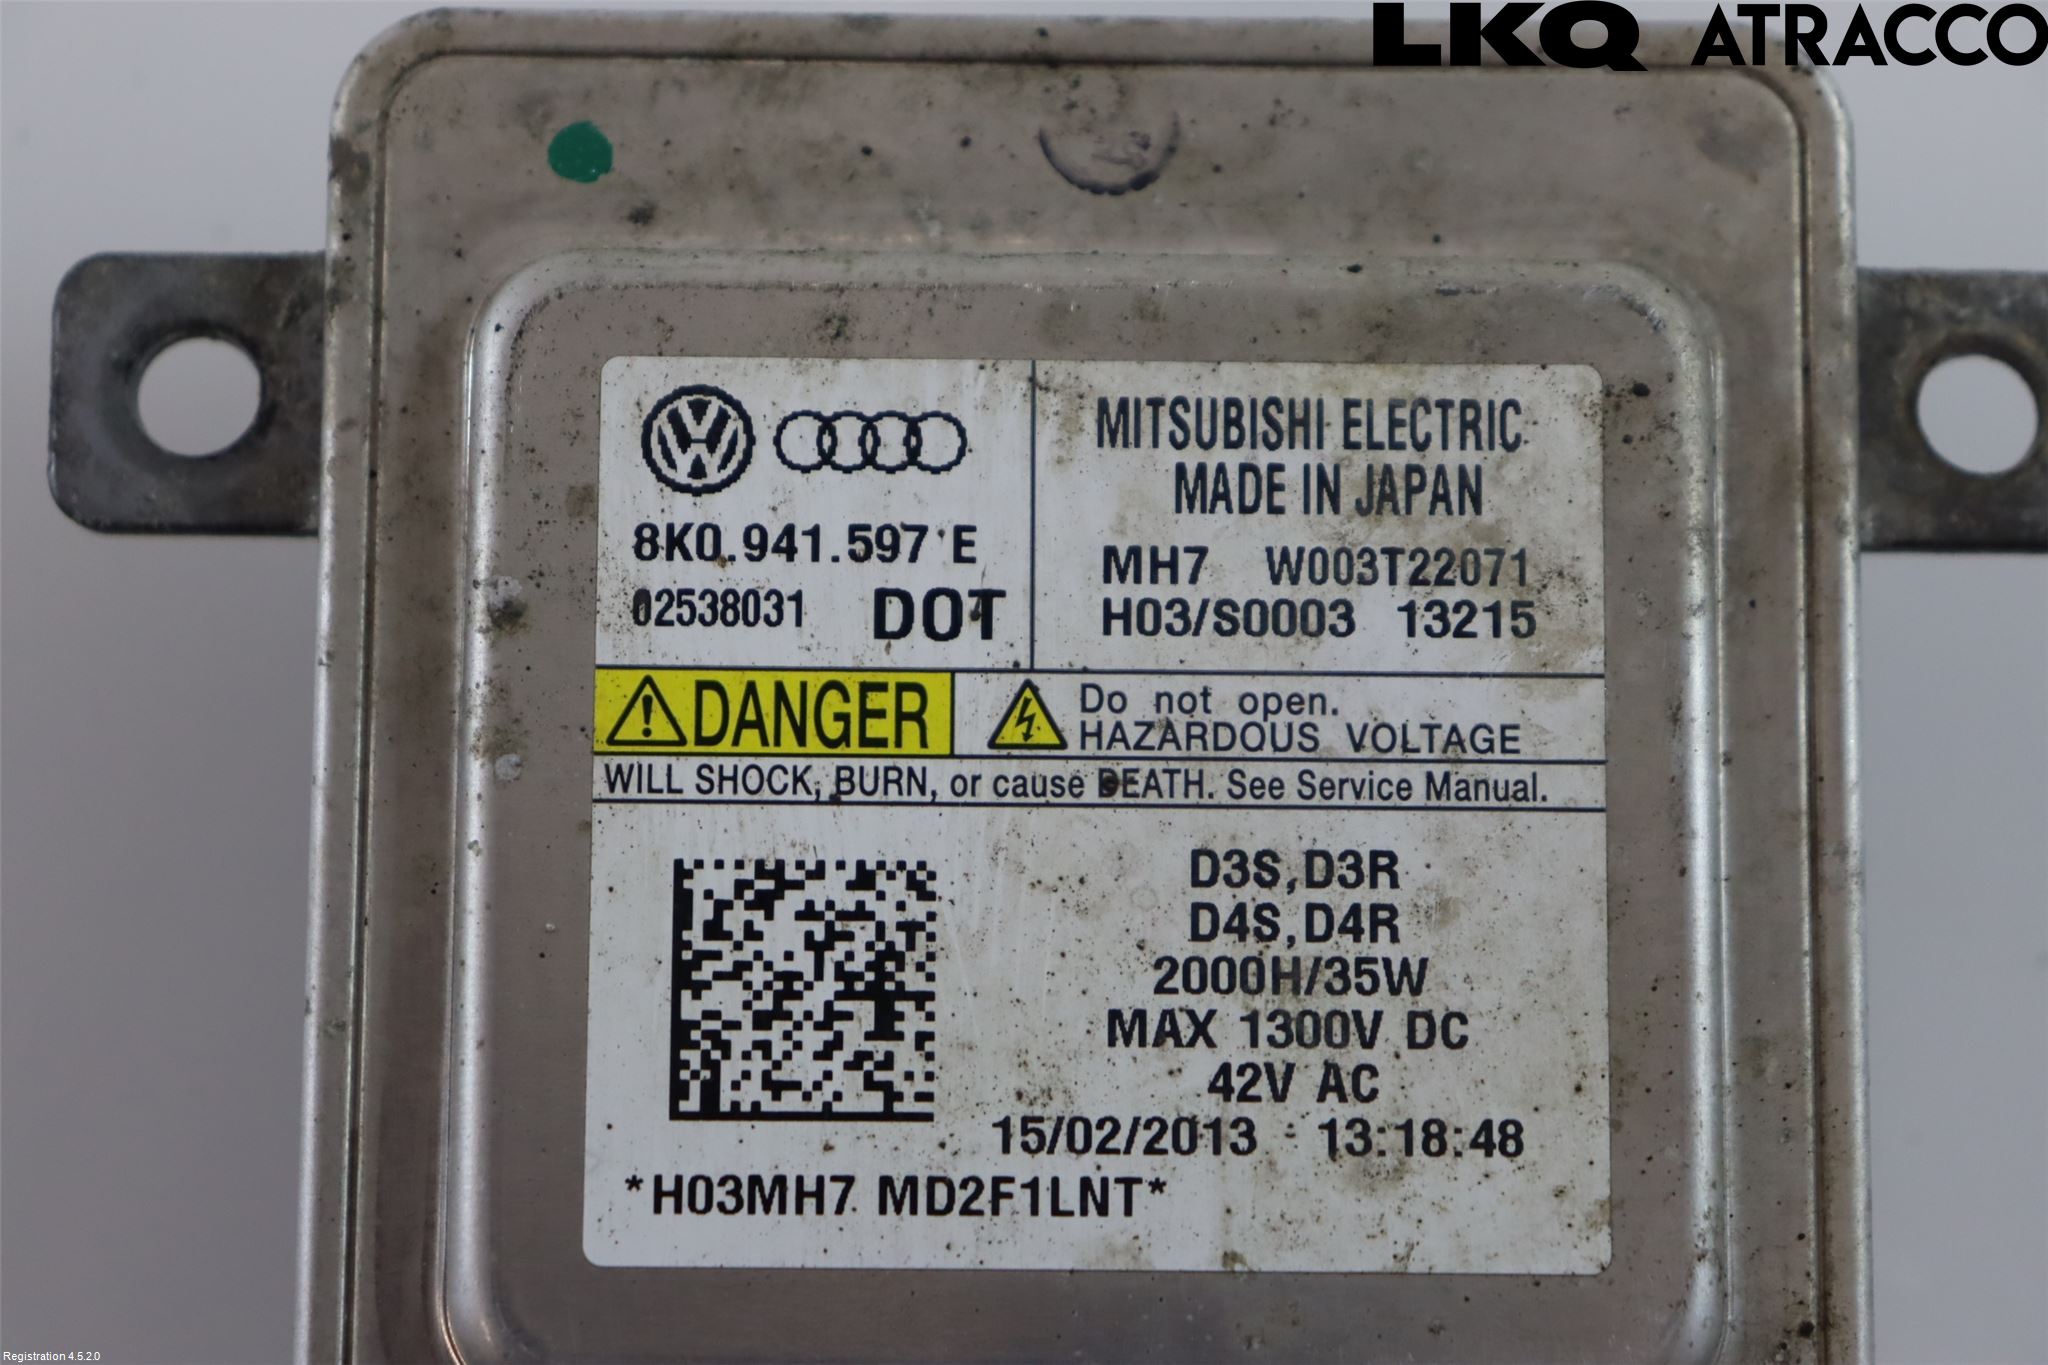 LKQ ATRACCO
8K0.941.597 E
02538031 DOT
MITSUBISHI ELECTRIC
MADE IN JAPAN
MH7 W003T22071
H03/S0003 13215
DANGER
Do not open.
HAZARDOUS VOLTAGE
WILL SHOCK, BURN, or cause DEATH. See Service Manual.
D3S,D3R
D4S,D4R
2000H/35W
MAX 1300V DC
42V AC
15/02/2013 13:18:48
*H03MH7 MD2F1LNT*
Registration 4.5.2.0